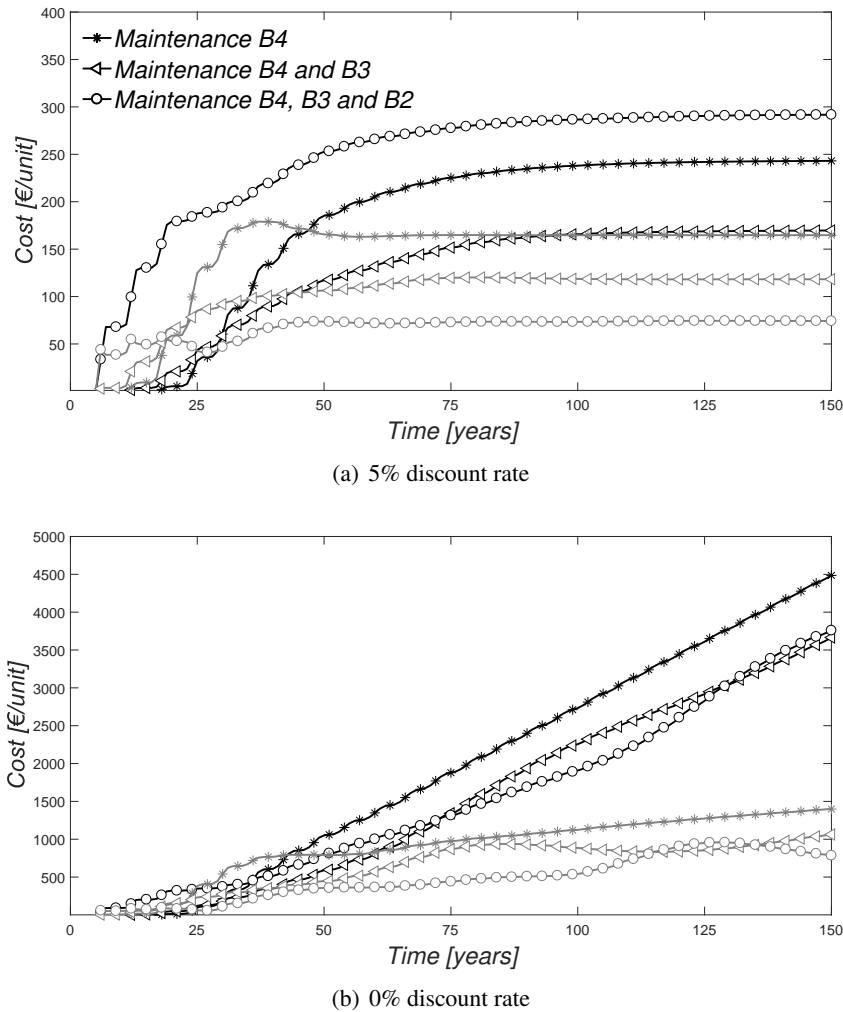 400
350
300
250
200
150
100
50
Cost [€/unit]
Maintenance B4
Maintenance B4 and B3
Maintenance B4, B3 and B2
0 25 50 75 100 125 150
Time [years]
(a) 5% discount rate
5000
4500
4000
3500
3000
2500
2000
1500
1000
500
Cost [€/unit]
0 25 50 75 100 125 150
Time [years]
(b) 0% discount rate